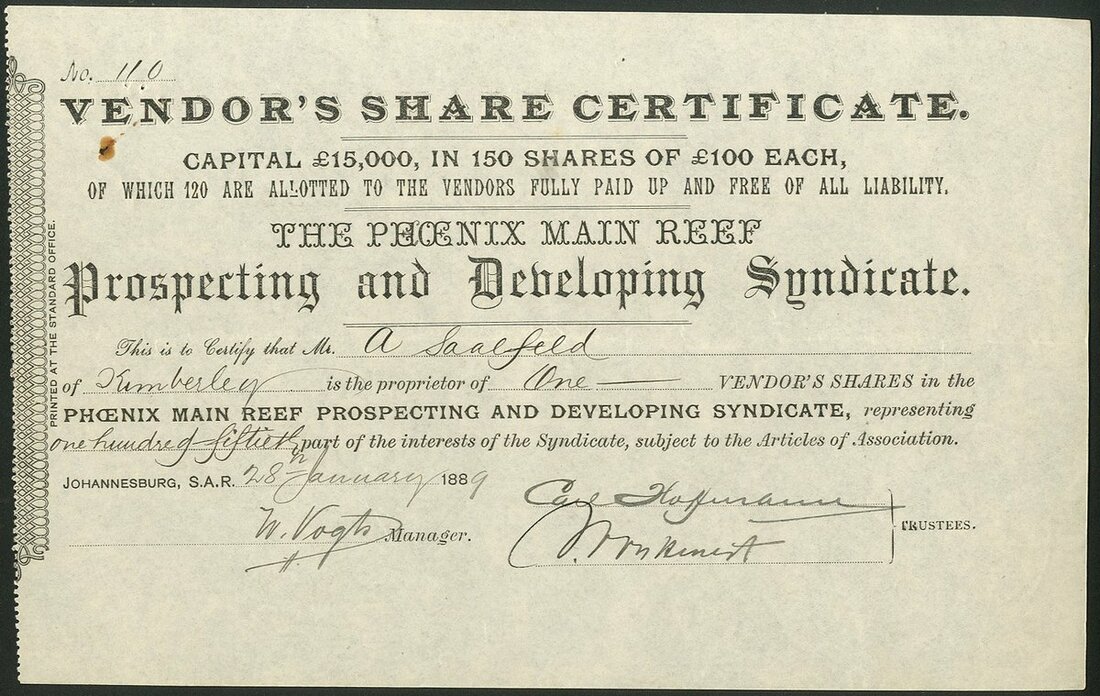 No. 110
VENDOR'S SHARE CERTIFICATE.
CAPITAL £15,000, IN 150 SHARES OF £100 EACH,
OF WHICH 120 ARE ALLOTTED TO THE VENDORS FULLY PAID UP AND FREE OF ALL LIABILITY.
THE PHŒNIX MAIN REEF
Prospecting and Developing Syndicate.
This is to Certify that Mr. A Saalfeld
of Kimberley is the proprietor of One — VENDOR'S SHARES in the
PHŒNIX MAIN REEF PROSPECTING AND DEVELOPING SYNDICATE, representing
one hundred fiftieth part of the interests of the Syndicate, subject to the Articles of Association.
JOHANNESBURG, S.A.R. 28th January 1889
Carl Hoffmann
W. Vogts Manager.
TRUSTEES.
PRINTED AT THE STANDARD OFFICE.